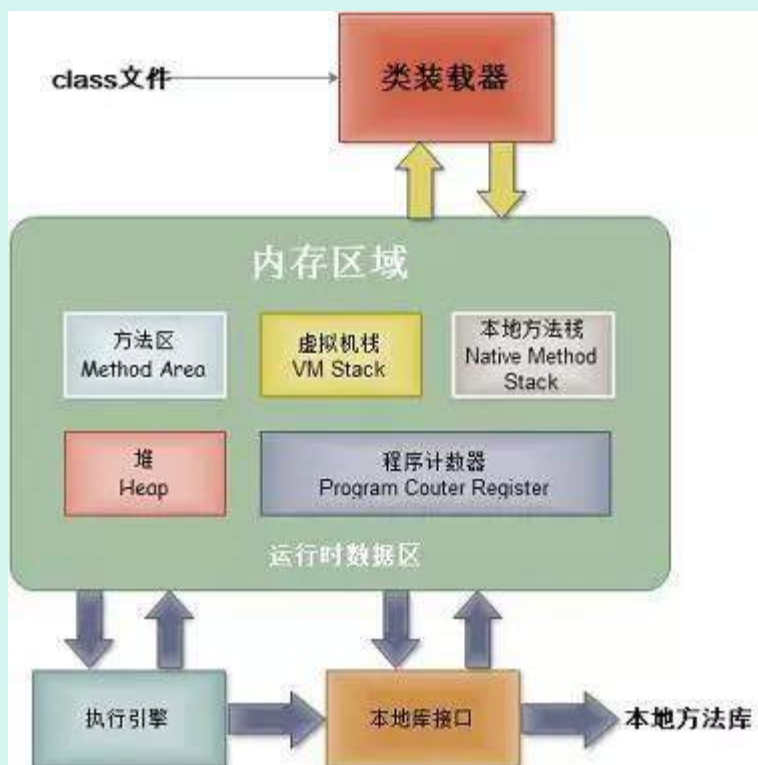 class文件
类装载器
内存区域
方法区
Method Area
虚拟机栈
VM Stack
本地方法栈
Native Method
Stack
堆
Heap
程序计数器
Program Couter Register
运行时数据区
执行引擎
本地库接口
本地方法库